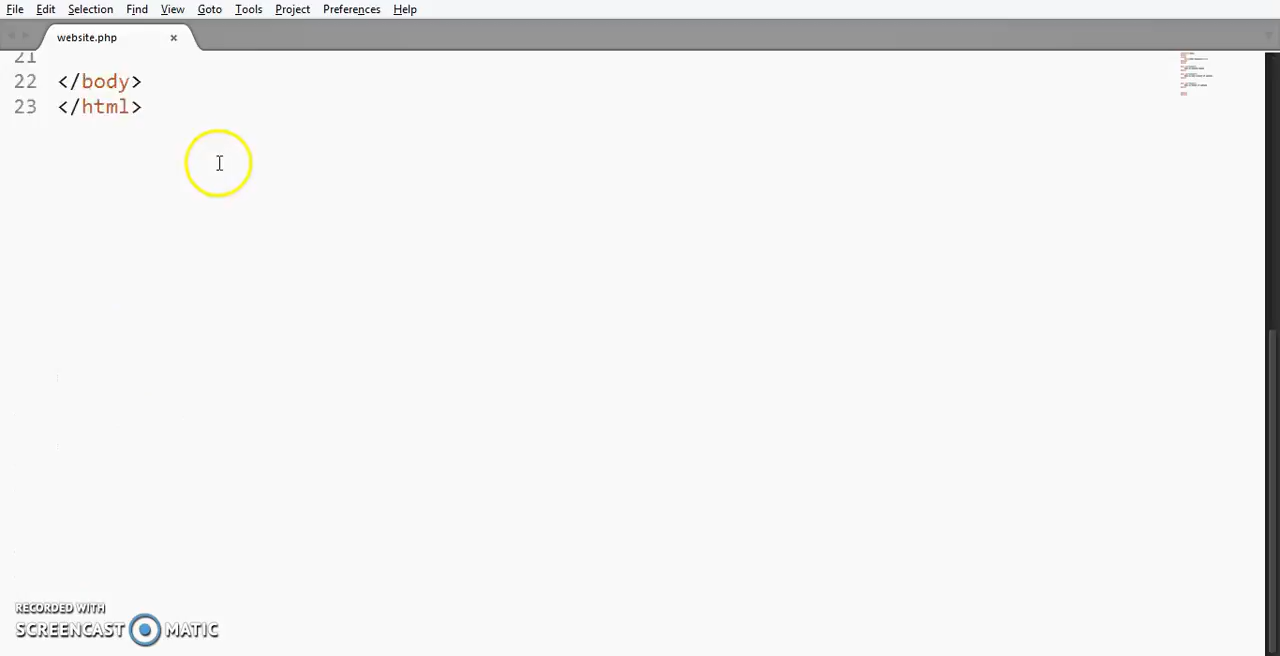 File Edit Selection Find View Goto Tools Project Preferences Help
website.php ×
21
22 </body>
23 </html>
RECORDED WITH
SCREENCAST MATIC